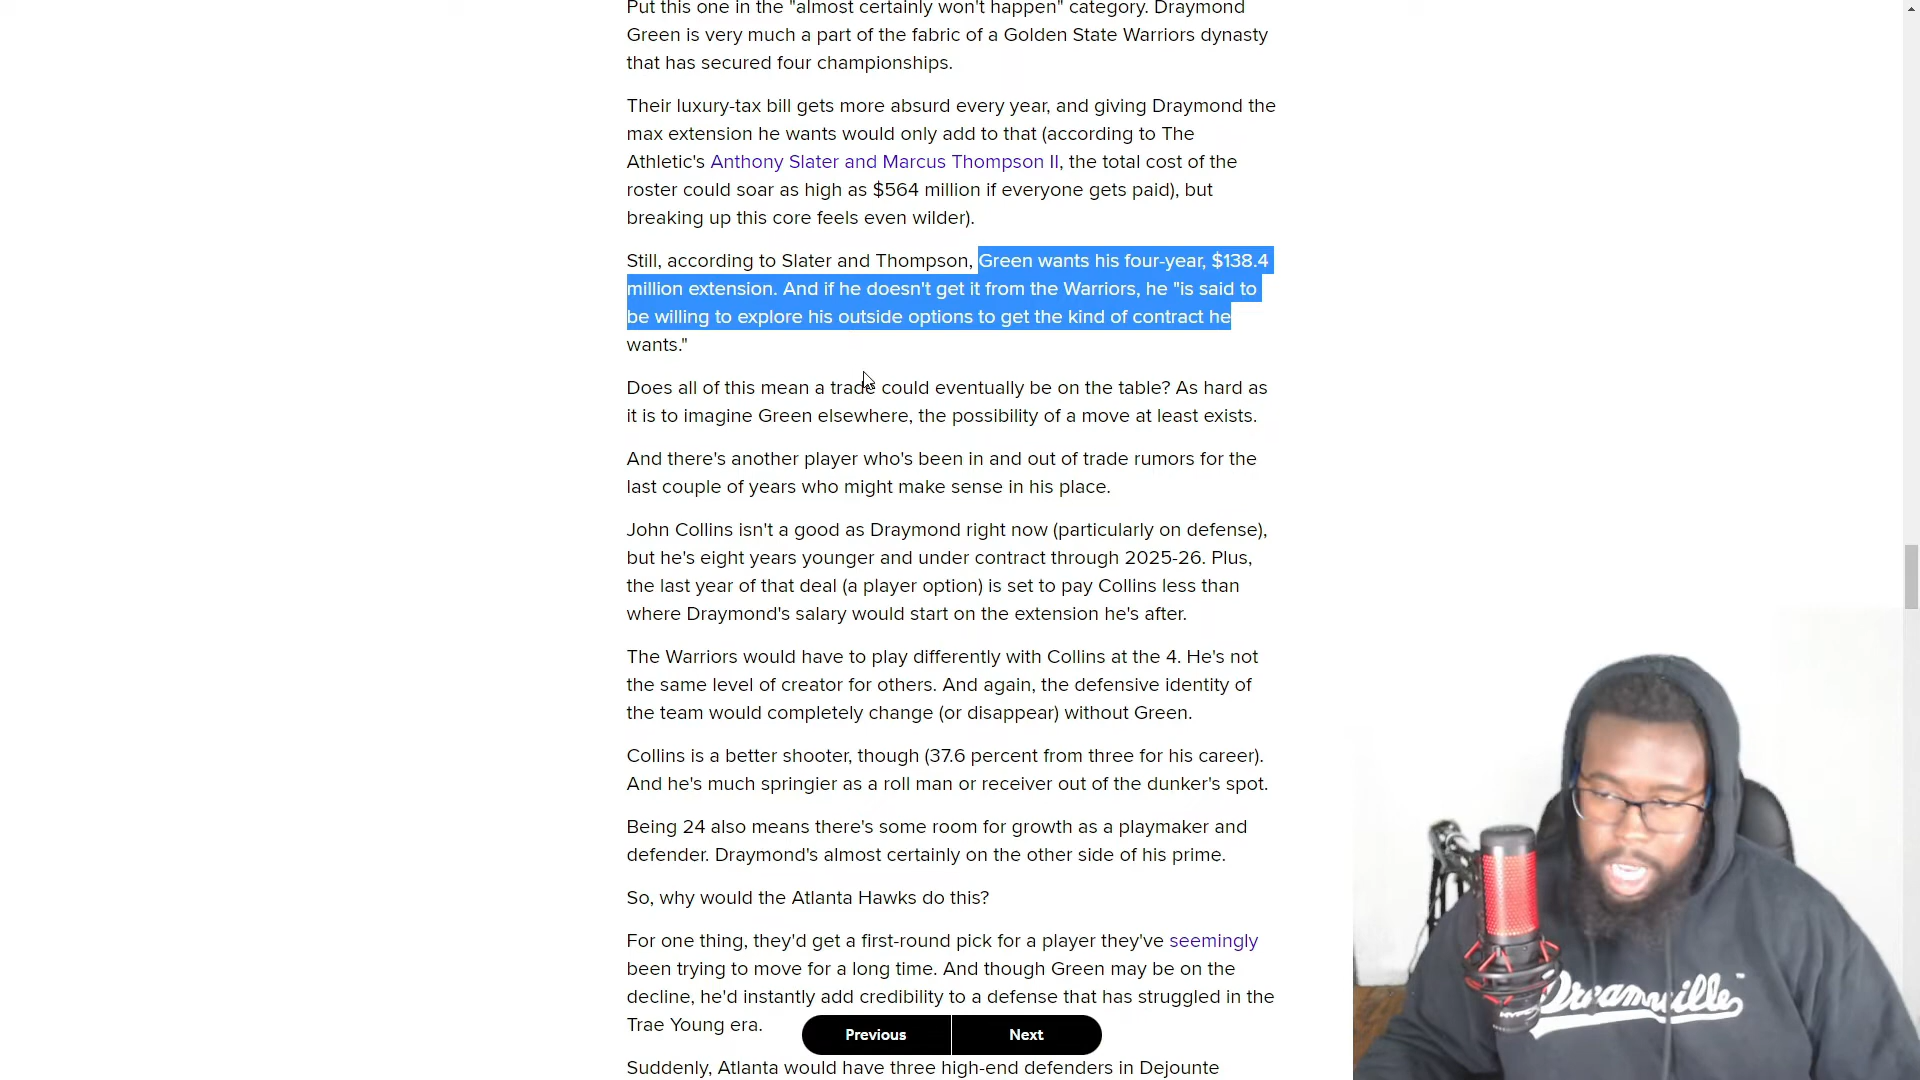 Put this one in the "almost certainly won't happen" category. Draymond
Green is very much a part of the fabric of a Golden State Warriors dynasty
that has secured four championships.
Their luxury-tax bill gets more absurd every year, and giving Draymond the
max extension he wants would only add to that (according to The
Athletic's Anthony Slater and Marcus Thompson II, the total cost of the
roster could soar as high as $564 million if everyone gets paid), but
breaking up this core feels even wilder).
Still, according to Slater and Thompson, Green wants his four-year, $138.4
million extension. And if he doesn't get it from the Warriors, he "is said to
be willing to explore his outside options to get the kind of contract he
wants."
Does all of this mean a trade could eventually be on the table? As hard as
it is to imagine Green elsewhere, the possibility of a move at least exists.
And there's another player who's been in and out of trade rumors for the
last couple of years who might make sense in his place.
John Collins isn't a good as Draymond right now (particularly on defense),
but he's eight years younger and under contract through 2025-26. Plus,
the last year of that deal (a player option) is set to pay Collins less than
where Draymond's salary would start on the extension he's after.
The Warriors would have to play differently with Collins at the 4. He's not
the same level of creator for others. And again, the defensive identity of
the team would completely change (or disappear) without Green.
Collins is a better shooter, though (37.6 percent from three for his career).
And he's much springier as a roll man or receiver out of the dunker's spot.
Being 24 also means there's some room for growth as a playmaker and
defender. Draymond's almost certainly on the other side of his prime.
So, why would the Atlanta Hawks do this?
For one thing, they'd get a first-round pick for a player they've seemingly
been trying to move for a long time. And though Green may be on the
decline, he'd instantly add credibility to a defense that has struggled in the
Trae Young era.
Previous Next
Suddenly, Atlanta would have three high-end defenders in Dejounte
Dreamville™